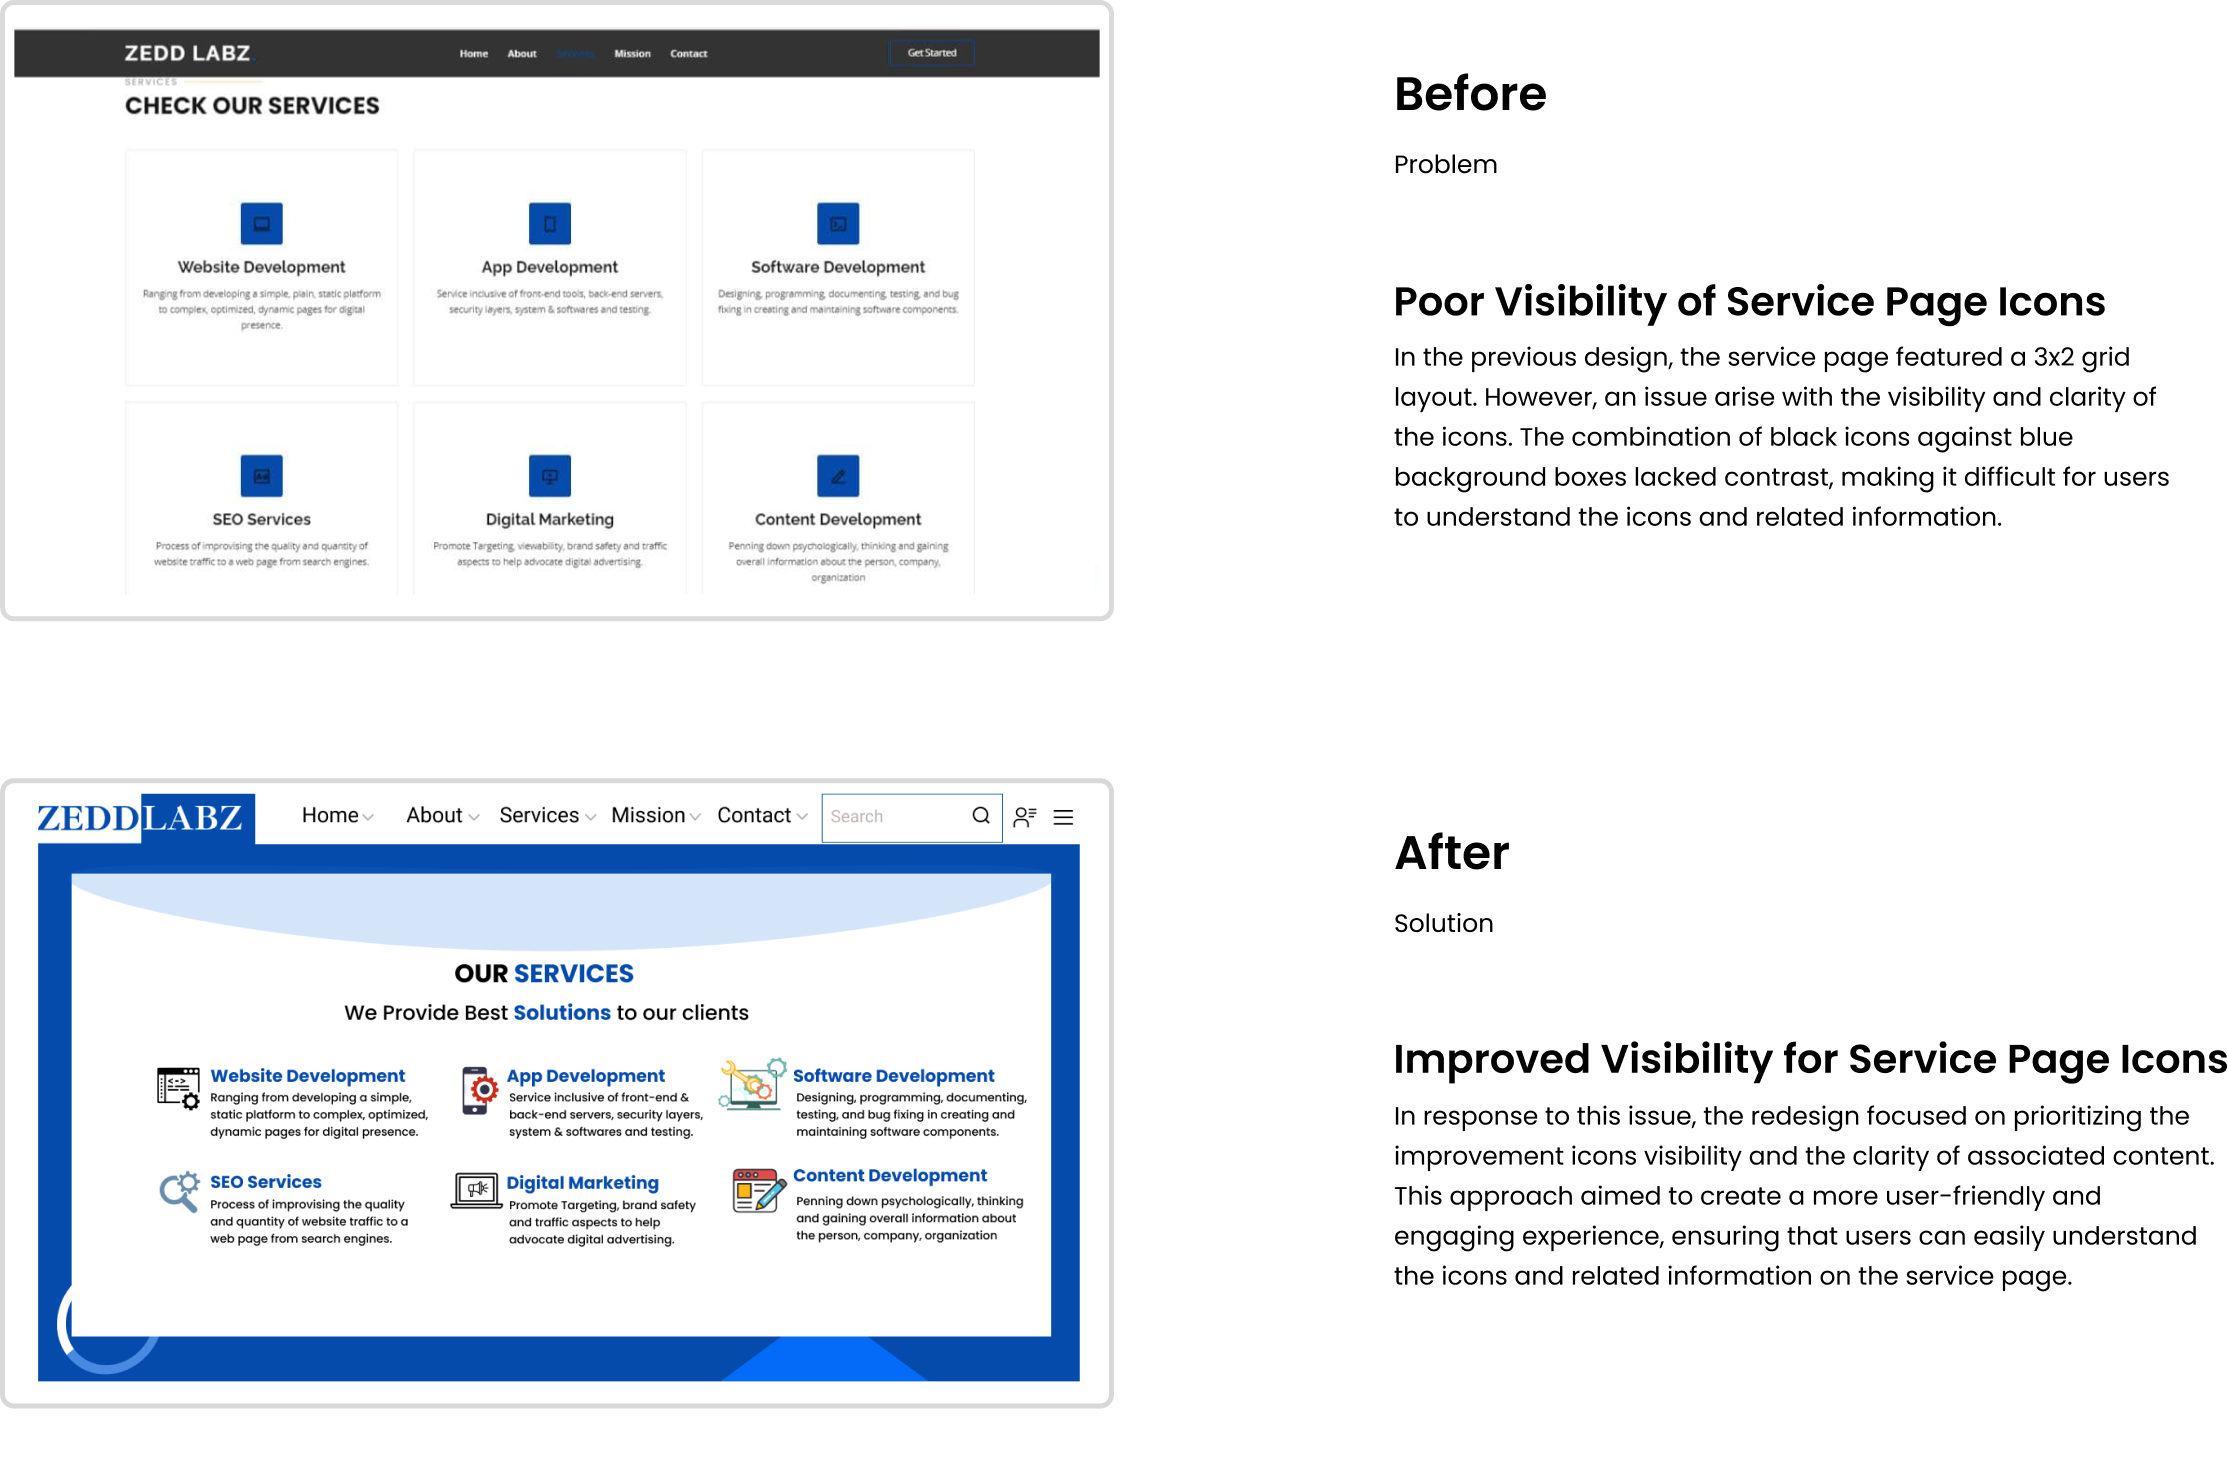 ZEDD LABZ.
Home About Services Mission Contact
Get Started
SERVICES
CHECK OUR SERVICES
Website Development
Ranging from developing a simple, plain, static platform
to complex, optimized, dynamic pages for digital
presence.
App Development
Service inclusive of front-end tools, back-end servers,
security layers, system & softwares and testing.
Software Development
Designing, programming, documenting, testing, and bug
fixing in creating and maintaining software components.
SEO Services
Process of improvising the quality and quantity of
website traffic to a web page from search engines.
Digital Marketing
Promote Targeting, viewability, brand safety and traffic
aspects to help advocate digital advertising.
Content Development
Penning down psychologically, thinking and gaining
overall information about the person, company,
organization
Before
Problem
Poor Visibility of Service Page Icons
In the previous design, the service page featured a 3x2 grid
layout. However, an issue arise with the visibility and clarity of
the icons. The combination of black icons against blue
background boxes lacked contrast, making it difficult for users
to understand the icons and related information.
ZEDDLABZ
Home About Services Mission Contact
Search
OUR SERVICES
We Provide Best Solutions to our clients
Website Development
Ranging from developing a simple,
static platform to complex, optimized,
dynamic pages for digital presence.
App Development
Service inclusive of front-end &
back-end servers, security layers,
system & softwares and testing.
Software Development
Designing, programming, documenting,
testing, and bug fixing in creating and
maintaining software components.
SEO Services
Process of improvising the quality
and quantity of website traffic to a
web page from search engines.
Digital Marketing
Promote Targeting, brand safety
and traffic aspects to help
advocate digital advertising.
Content Development
Penning down psychologically, thinking
and gaining overall information about
the person, company, organization
After
Solution
Improved Visibility for Service Page Icons
In response to this issue, the redesign focused on prioritizing the
improvement icons visibility and the clarity of associated content.
This approach aimed to create a more user-friendly and
engaging experience, ensuring that users can easily understand
the icons and related information on the service page.